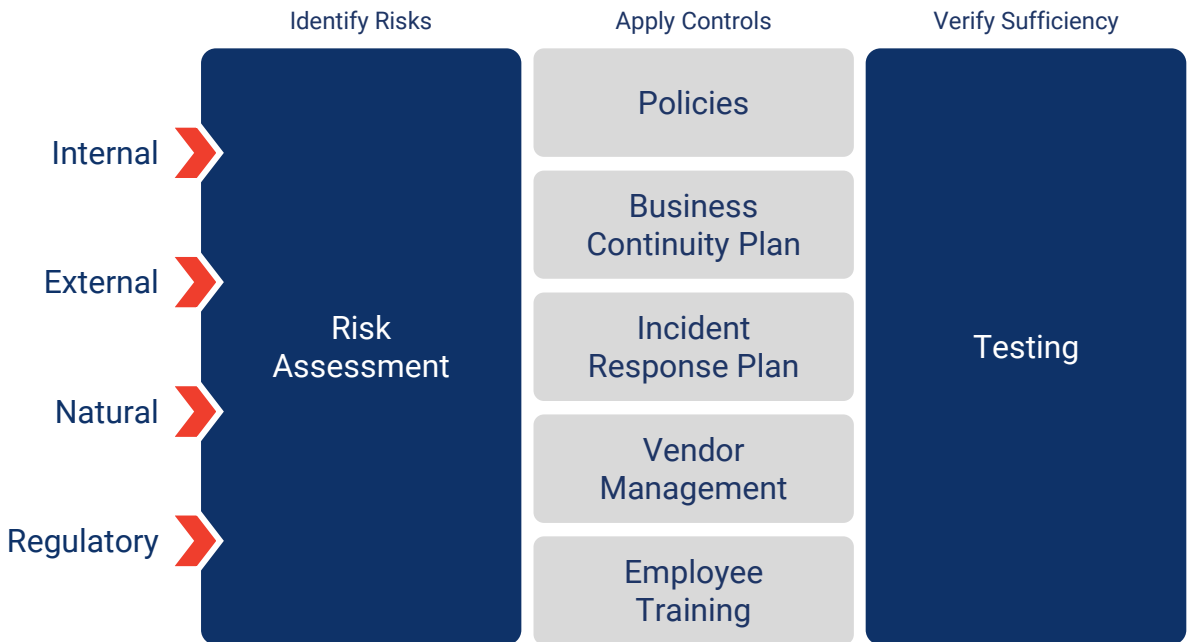 Identify Risks
Apply Controls
Verify Sufficiency
Internal
External
Natural
Regulatory
Risk
Assessment
Policies
Business
Continuity Plan
Incident
Response Plan
Vendor
Management
Employee
Training
Testing